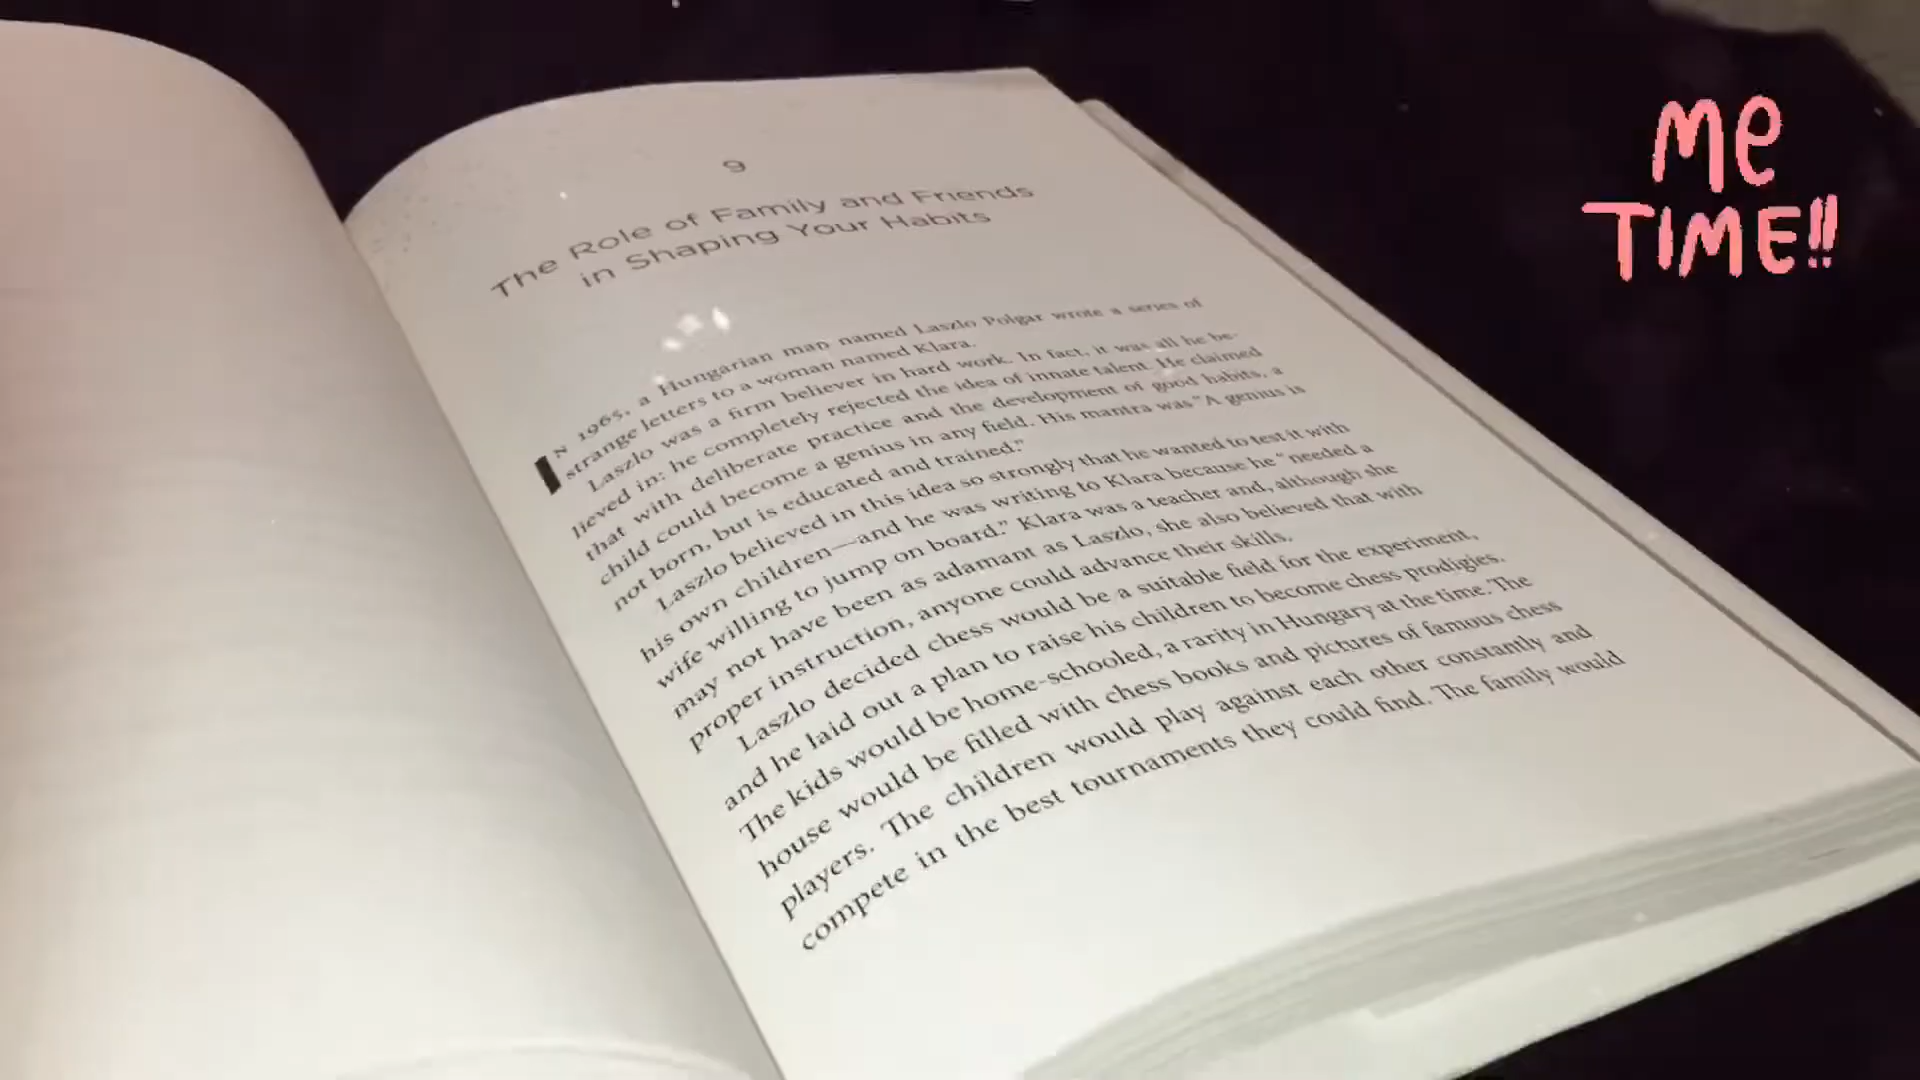 9
The Role of Family and Friends
in Shaping Your Habits
IN 1965, a Hungarian man named Laszlo Polgar wrote a series of
strange letters to a woman named Klara.
Laszlo was a firm believer in hard work. In fact, it was all he be-
lieved in: he completely rejected the idea of innate talent. He claimed
that with deliberate practice and the development of good habits, a
child could become a genius in any field. His mantra was “A genius is
not born, but is educated and trained.”
Laszlo believed in this idea so strongly that he wanted to test it with
his own children—and he was writing to Klara because he “needed a
wife willing to jump on board.” Klara was a teacher and, although she
may not have been as adamant as Laszlo, she also believed that with
proper instruction, anyone could advance their skills.
Laszlo decided chess would be a suitable field for the experiment,
and he laid out a plan to raise his children to become chess prodigies.
The kids would be home-schooled, a rarity in Hungary at the time. The
house would be filled with chess books and pictures of famous chess
players. The children would play against each other constantly and
compete in the best tournaments they could find. The family would
ME
TIME!!